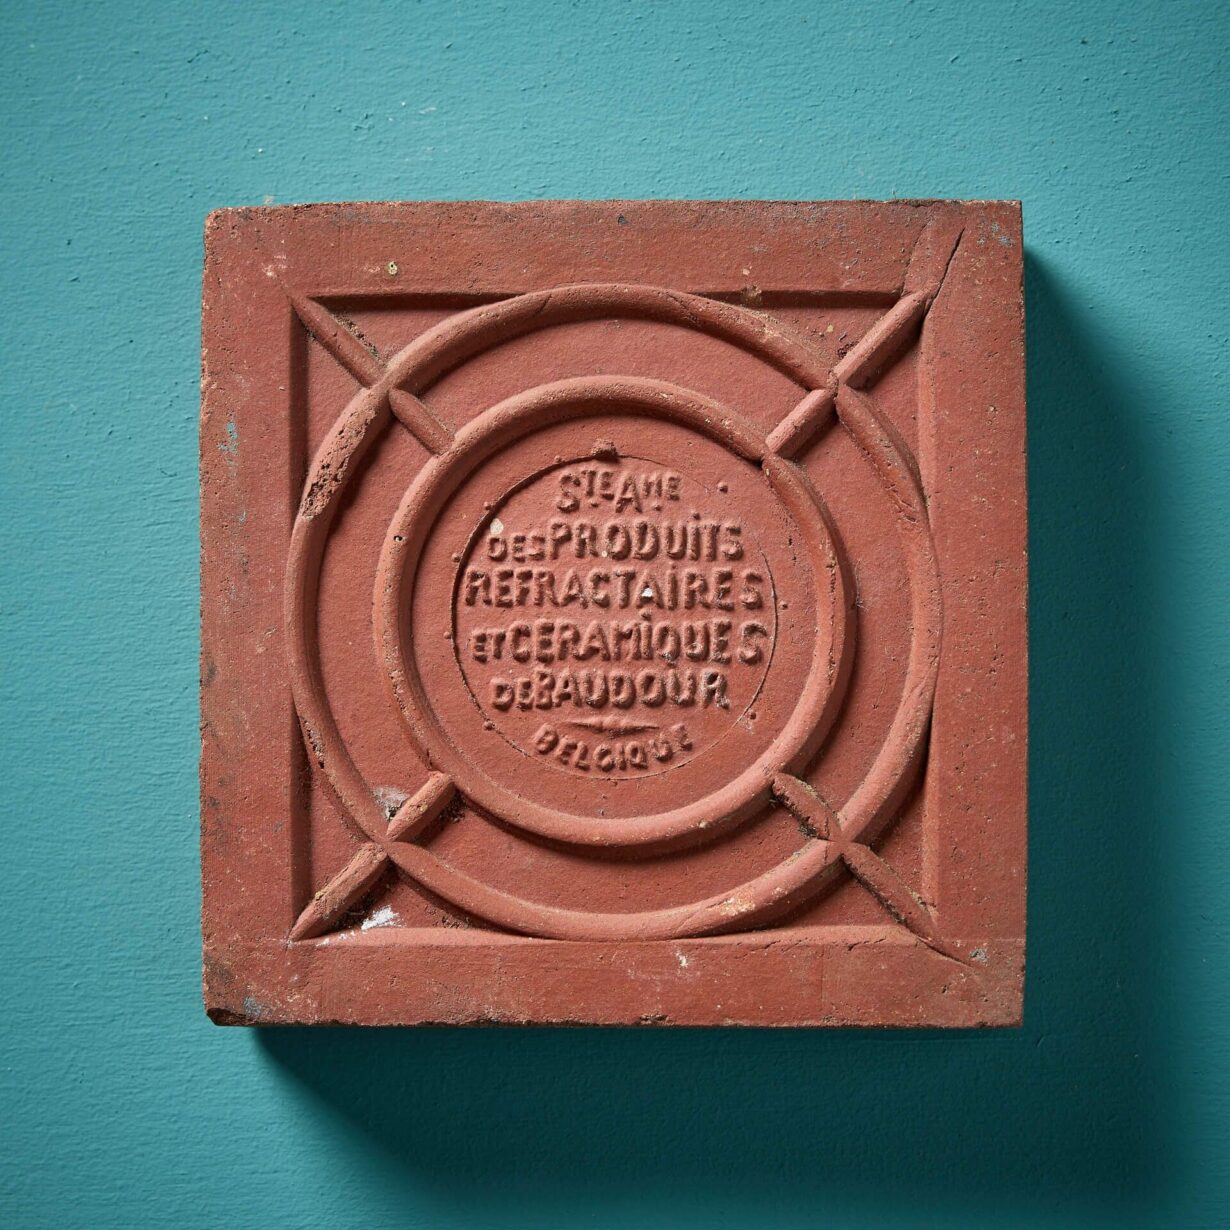 STE AME
DES PRODUITS
REFRACTAIRES
ET CERAMIQUES
DE BAUDOUR
BELGIQUE